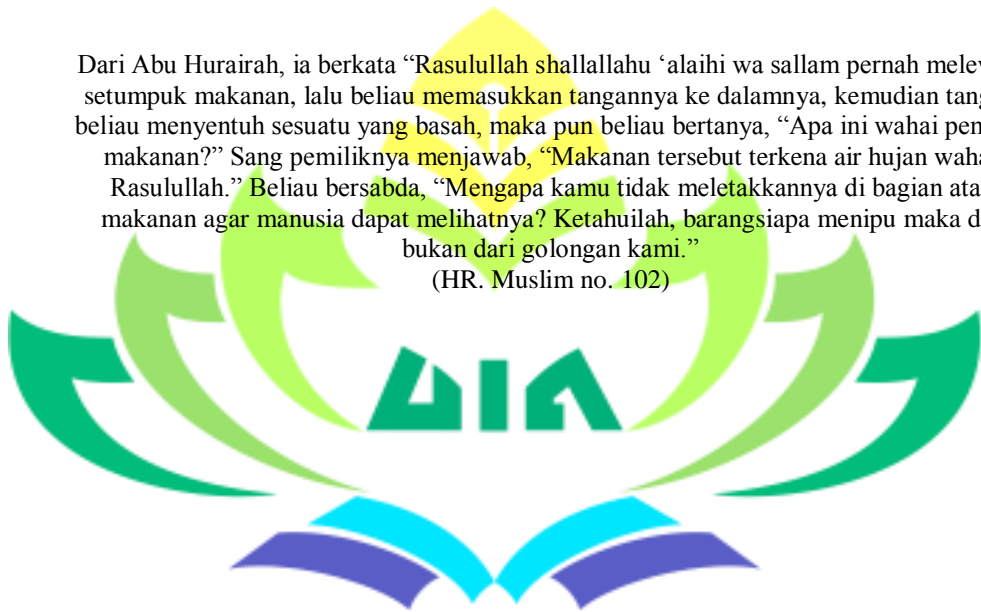 Dari Abu Hurairah, ia berkata “Rasulullah shallallahu ‘alaihi wa sallam pernah
setumpuk makanan, lalu beliau memasukkan tangannya ke dalamnya, kemudian
beliau menyentuh sesuatu yang basah, maka pun beliau bertanya, “Apa ini wahai
makanan?” Sang pemiliknya menjawab, “Makanan tersebut terkena air hujan
Rasulullah.” Beliau bersabda, “Mengapa kamu tidak meletakkannya di bagian
makanan agar manusia dapat melihatnya? Ketahuilah, barangsiapa menipu maka
bukan dari golongan kami.”
(HR. Muslim no. 102)